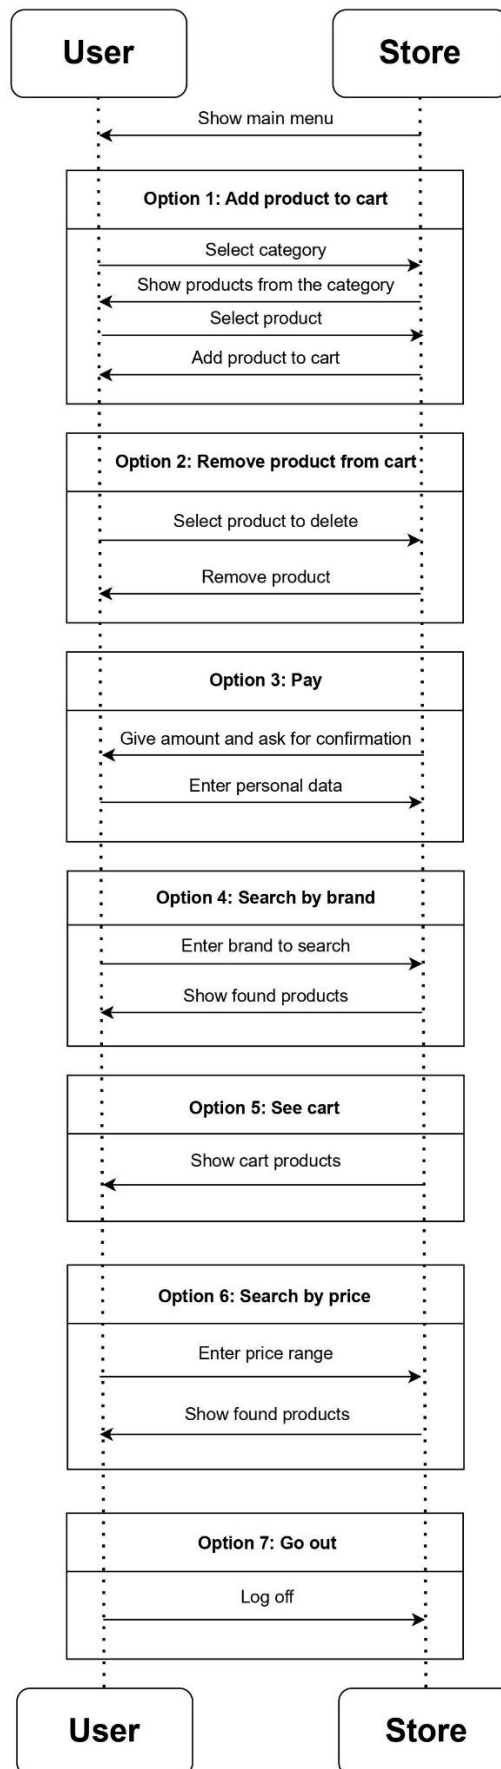 User
Store
Show main menu
Option 1: Add product to cart
Select category
Show products from the category
Select product
Add product to cart
Option 2: Remove product from cart
Select product to delete
Remove product
Option 3: Pay
Give amount and ask for confirmation
Enter personal data
Option 4: Search by brand
Enter brand to search
Show found products
Option 5: See cart
Show cart products
Option 6: Search by price
Enter price range
Show found products
Option 7: Go out
Log off
User
Store